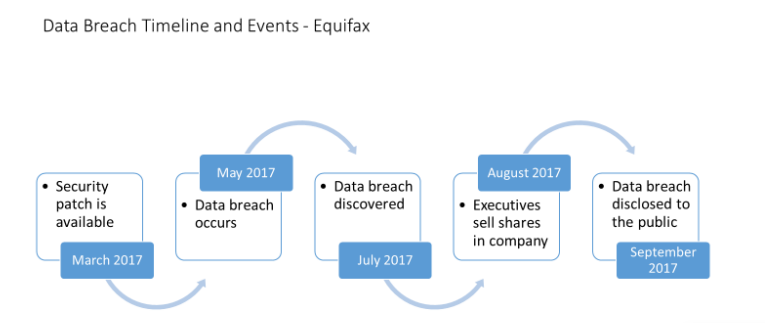 Data Breach Timeline and Events - Equifax
• Security
patch is
available
March 2017
May 2017
• Data breach
occurs
• Data breach
discovered
July 2017
August 2017
• Executives
sell shares
in company
• Data breach
disclosed to
the public
September
2017